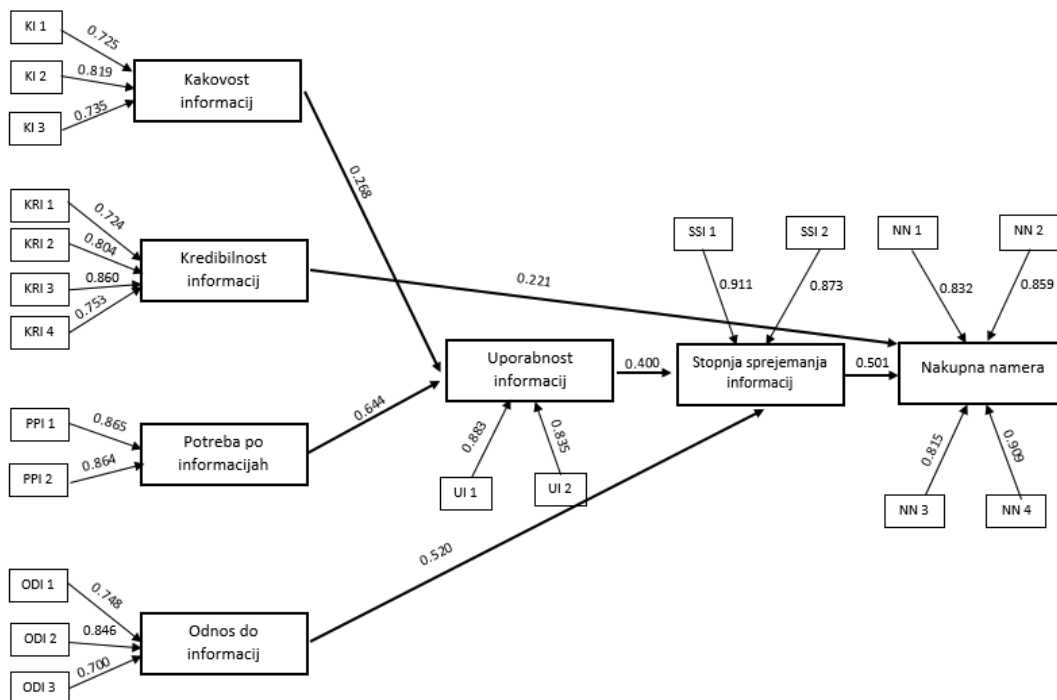 KI 1
0.725
KI 2
0.819
KI 3
0.735
Kakovost
informacij
0.268
KRI 1
0.724
KRI 2
0.804
KRI 3
0.860
KRI 4
0.753
Kredibilnost
informacij
0.221
SSI 1
SSI 2
NN 1
NN 2
0.911
0.873
0.832
0.859
Uporabnost
informacij
0.400
Stopnja sprejemanja
informacij
0.501
Nakupna namera
PPI 1
0.865
PPI 2
0.864
Potreba po
informacijah
0.644
0.883
0.835
UI 1
UI 2
0.815
0.909
NN 3
NN 4
0.520
ODI 1
0.748
ODI 2
0.846
ODI 3
0.700
Odnos do
informacij